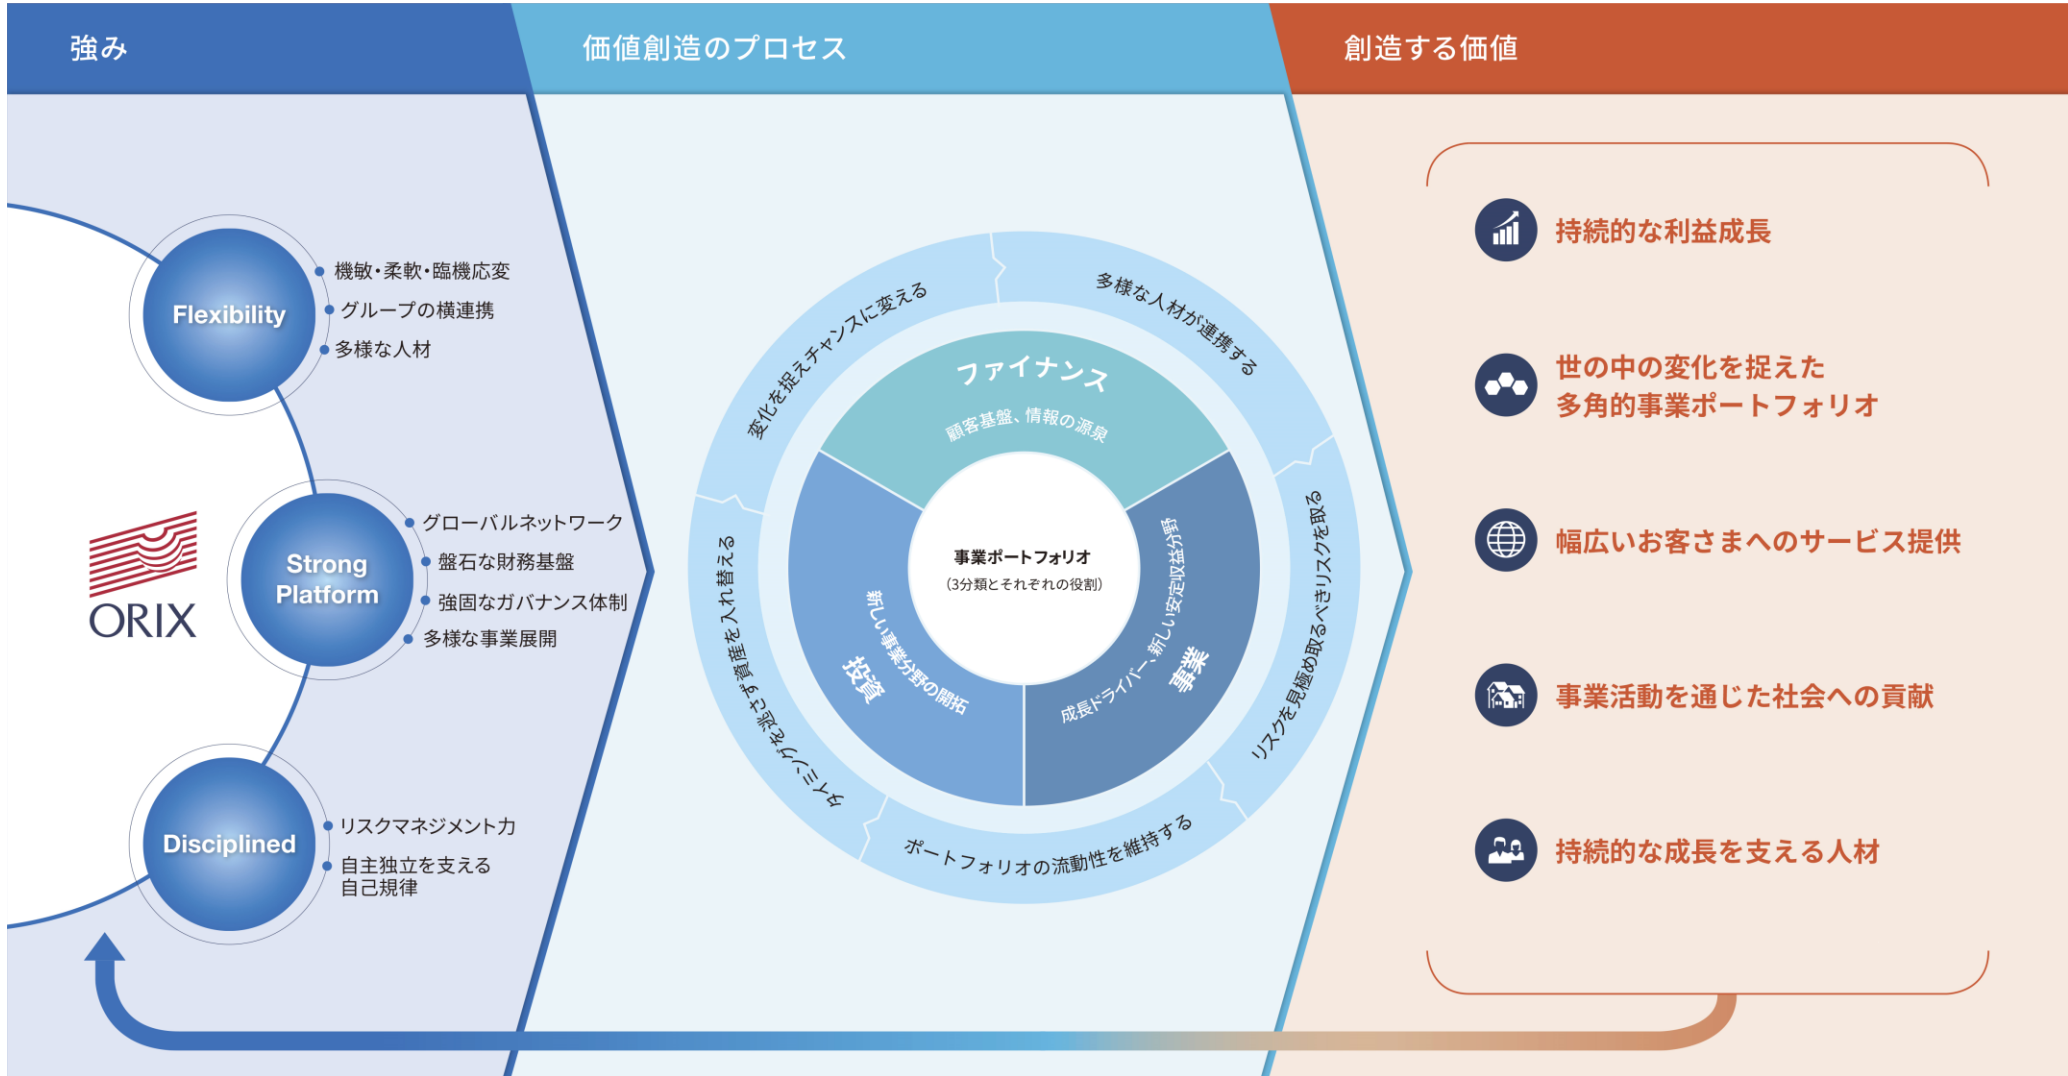 強み
価値創造のプロセス
創造する価値
Flexibility
機敏・柔軟・臨機応変
グループの横連携
多様な人材
ORIX
Strong
Platform
グローバルネットワーク
盤石な財務基盤
強固なガバナンス体制
多様な事業展開
Disciplined
リスクマネジメント力
自主独立を支える
自己規律
変化を捉えチャンスに変える
多様な人材が連携する
リスクを見極め取るべきリスクを取る
ポートフォリオの流動性を維持する
タイミングを逃さず資産を入れ替える
ファイナンス
顧客基盤、情報の源泉
事業
成長ドライバー、新しい安定収益分野
投資
新しい事業分野の開拓
事業ポートフォリオ
（3分類とそれぞれの役割）
持続的な利益成長
世の中の変化を捉えた
多角的事業ポートフォリオ
幅広いお客さまへのサービス提供
事業活動を通じた社会への貢献
持続的な成長を支える人材